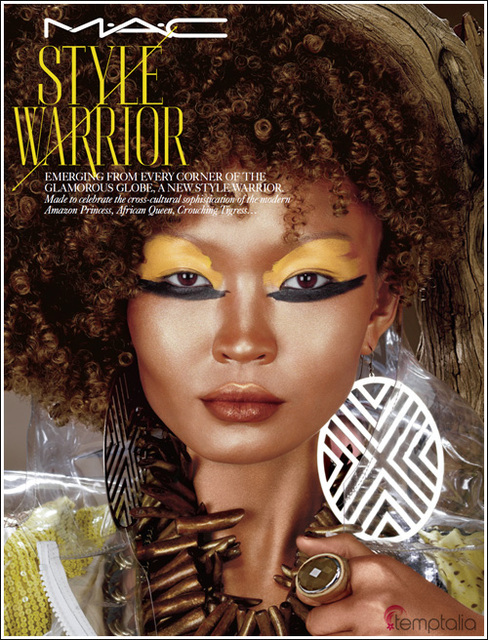 M·A·C
STYLE
WARRIOR
EMERGING FROM EVERY CORNER OF THE
GLAMOROUS GLOBE, A NEW STYLE WARRIOR.
Made to celebrate the cross-cultural sophistication of the modern
Amazon Princess, African Queen, Crouching Tigress...
temptalia